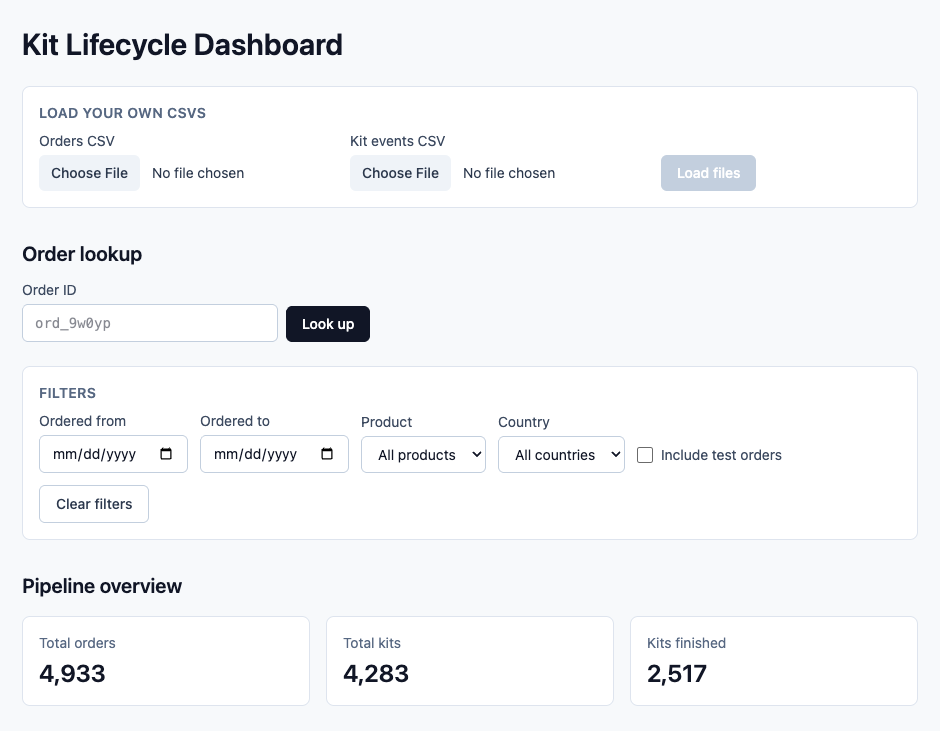 Kit Lifecycle Dashboard
LOAD YOUR OWN CSVS
Orders CSV
Kit events CSV
Choose File No file chosen
Choose File No file chosen
Load files
Order lookup
Order ID
ord_9w0yp
Look up
FILTERS
Ordered from
Ordered to
Product
Country
mm/dd/yyyy
mm/dd/yyyy
All products
All countries
Include test orders
Clear filters
Pipeline overview
Total orders
4,933
Total kits
4,283
Kits finished
2,517